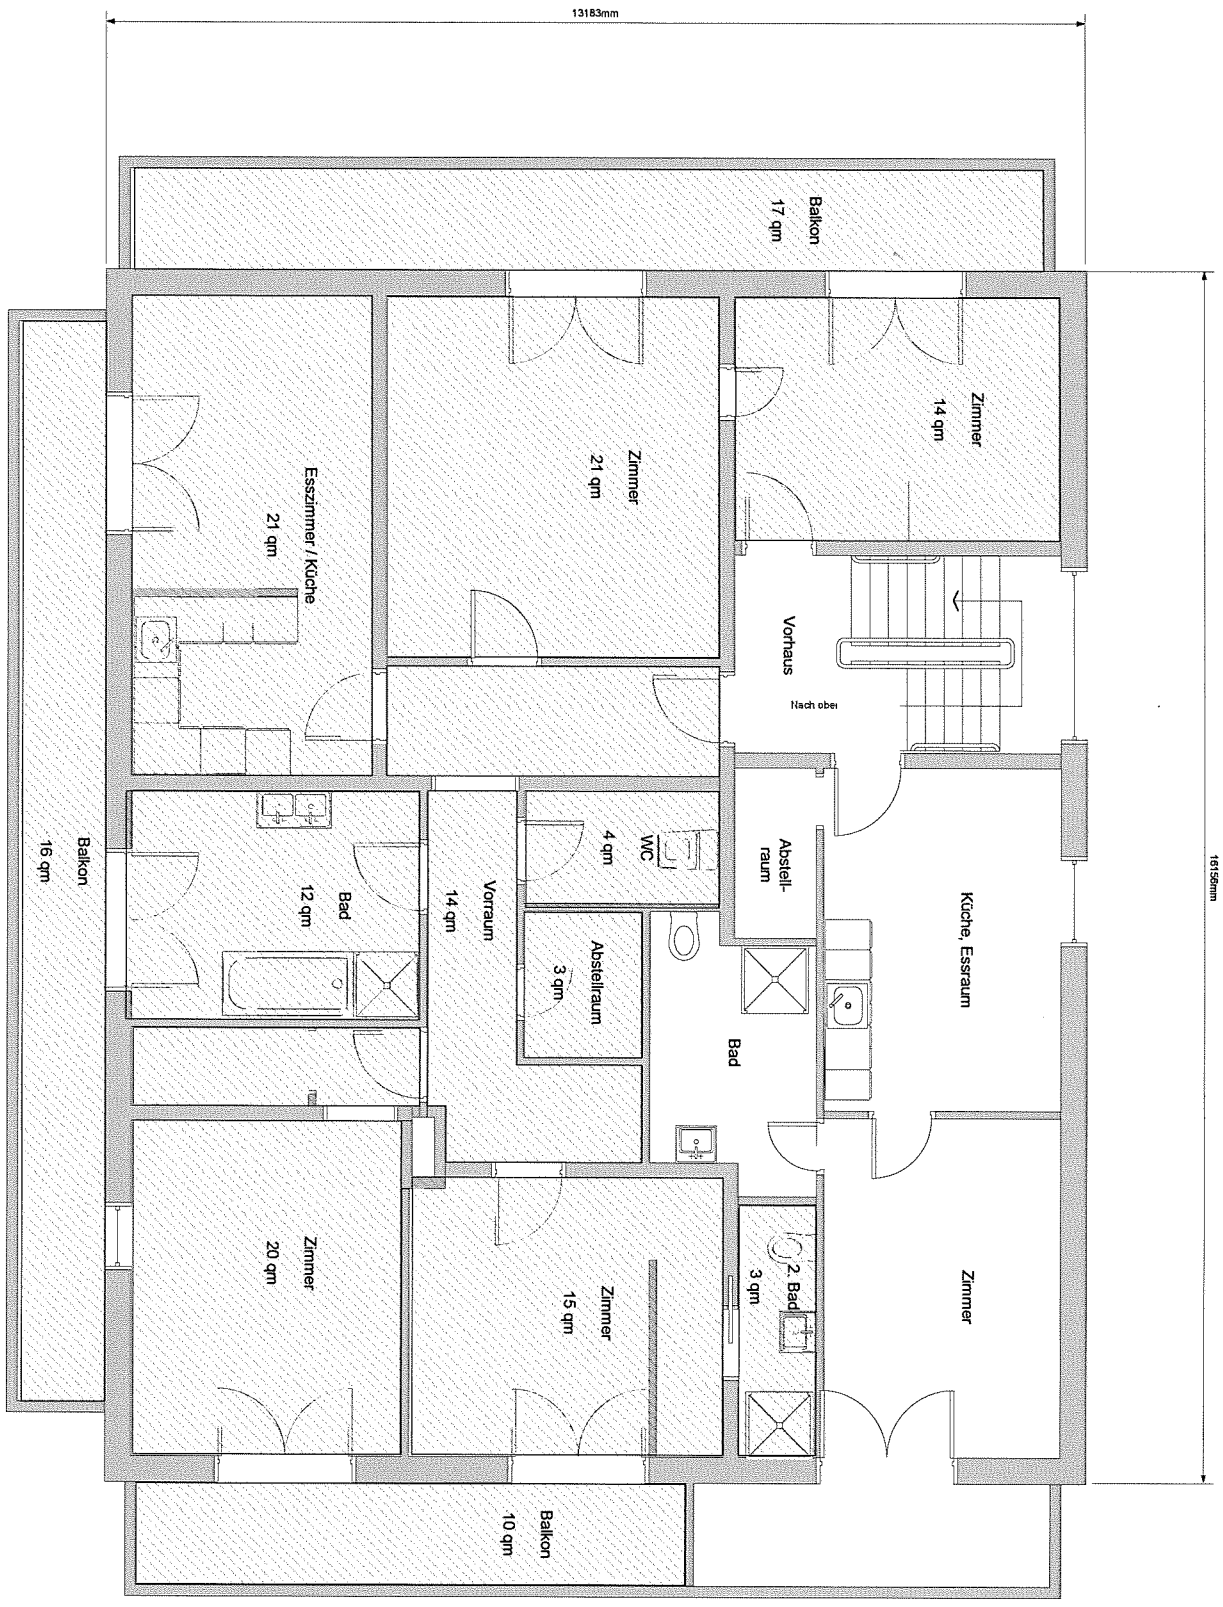 13183mm
16156mm
Balkon
17 qm
Zimmer
14 qm
Zimmer
21 qm
Esszimmer / Küche
21 qm
Vorhaus
Nach ober
Abstell-
raum
Küche, Essraum
WC
4 qm
Vorraum
14 qm
Bad
12 qm
Abstellraum
3 qm
Bad
Balkon
16 qm
Zimmer
2. Bad
3 qm
Zimmer
15 qm
Zimmer
20 qm
Balkon
10 qm